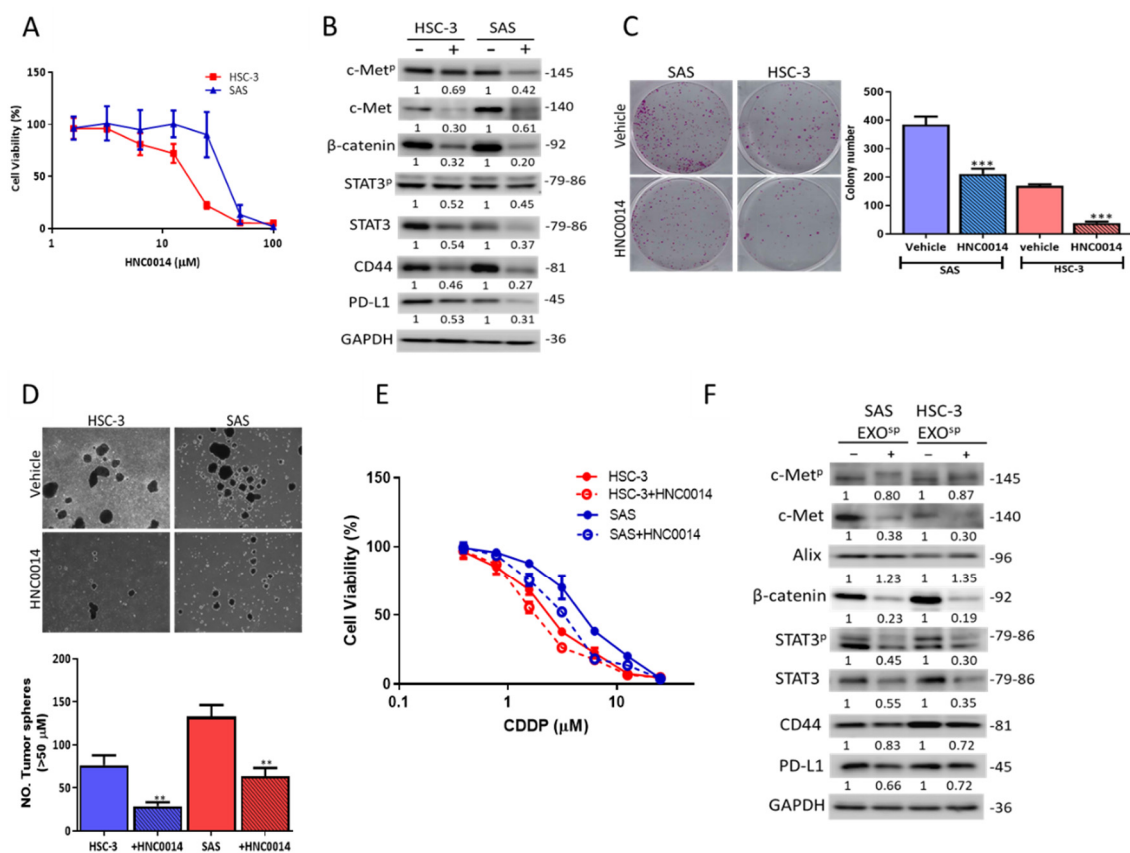 A
150
100
50
0
Cell Viability (%)
HSC-3
SAS
1 10 100
HNC0014 (μM)
B
HSC-3 SAS
– + – +
c-Metᵖ -145
1 0.69 1 0.42
c-Met -140
1 0.30 1 0.61
β-catenin -92
1 0.32 1 0.20
STAT3ᵖ -79-86
1 0.52 1 0.45
STAT3 -79-86
1 0.54 1 0.37
CD44 -81
1 0.46 1 0.27
PD-L1 -45
1 0.53 1 0.31
GAPDH -36
C
SAS HSC-3
Vehicle
HNC0014
500
400
300
200
100
0
Colony number
*** ***
Vehicle HNC0014 vehicle HNC0014
SAS HSC-3
D
HSC-3 SAS
Vehicle
HNC0014
200
150
100
50
0
NO. Tumor spheres
(>50 μM)
** **
HSC-3 +HNC0014 SAS +HNC0014
E
150
100
50
0
Cell Viability (%)
HSC-3
HSC-3+HNC0014
SAS
SAS+HNC0014
0.1 1 10
CDDP (μM)
F
SAS HSC-3
EXOˢᵖ EXOˢᵖ
– + – +
c-Metᵖ -145
1 0.80 1 0.87
c-Met -140
1 0.38 1 0.30
Alix -96
1 1.23 1 1.35
β-catenin -92
1 0.23 1 0.19
STAT3ᵖ -79-86
1 0.45 1 0.30
STAT3 -79-86
1 0.55 1 0.35
CD44 -81
1 0.83 1 0.72
PD-L1 -45
1 0.66 1 0.72
GAPDH -36